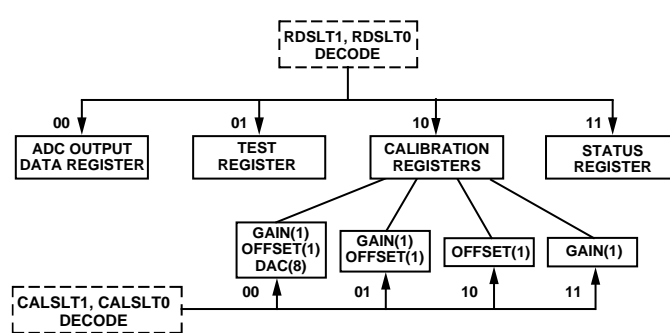 RDSLT1, RDSLT0
DECODE
00
01
10
11
ADC OUTPUT
DATA REGISTER
TEST
REGISTER
CALIBRATION
REGISTERS
STATUS
REGISTER
GAIN(1)
OFFSET(1)
DAC(8)
GAIN(1)
OFFSET(1)
OFFSET(1)
GAIN(1)
00
01
10
11
CALSLT1, CALSLT0
DECODE